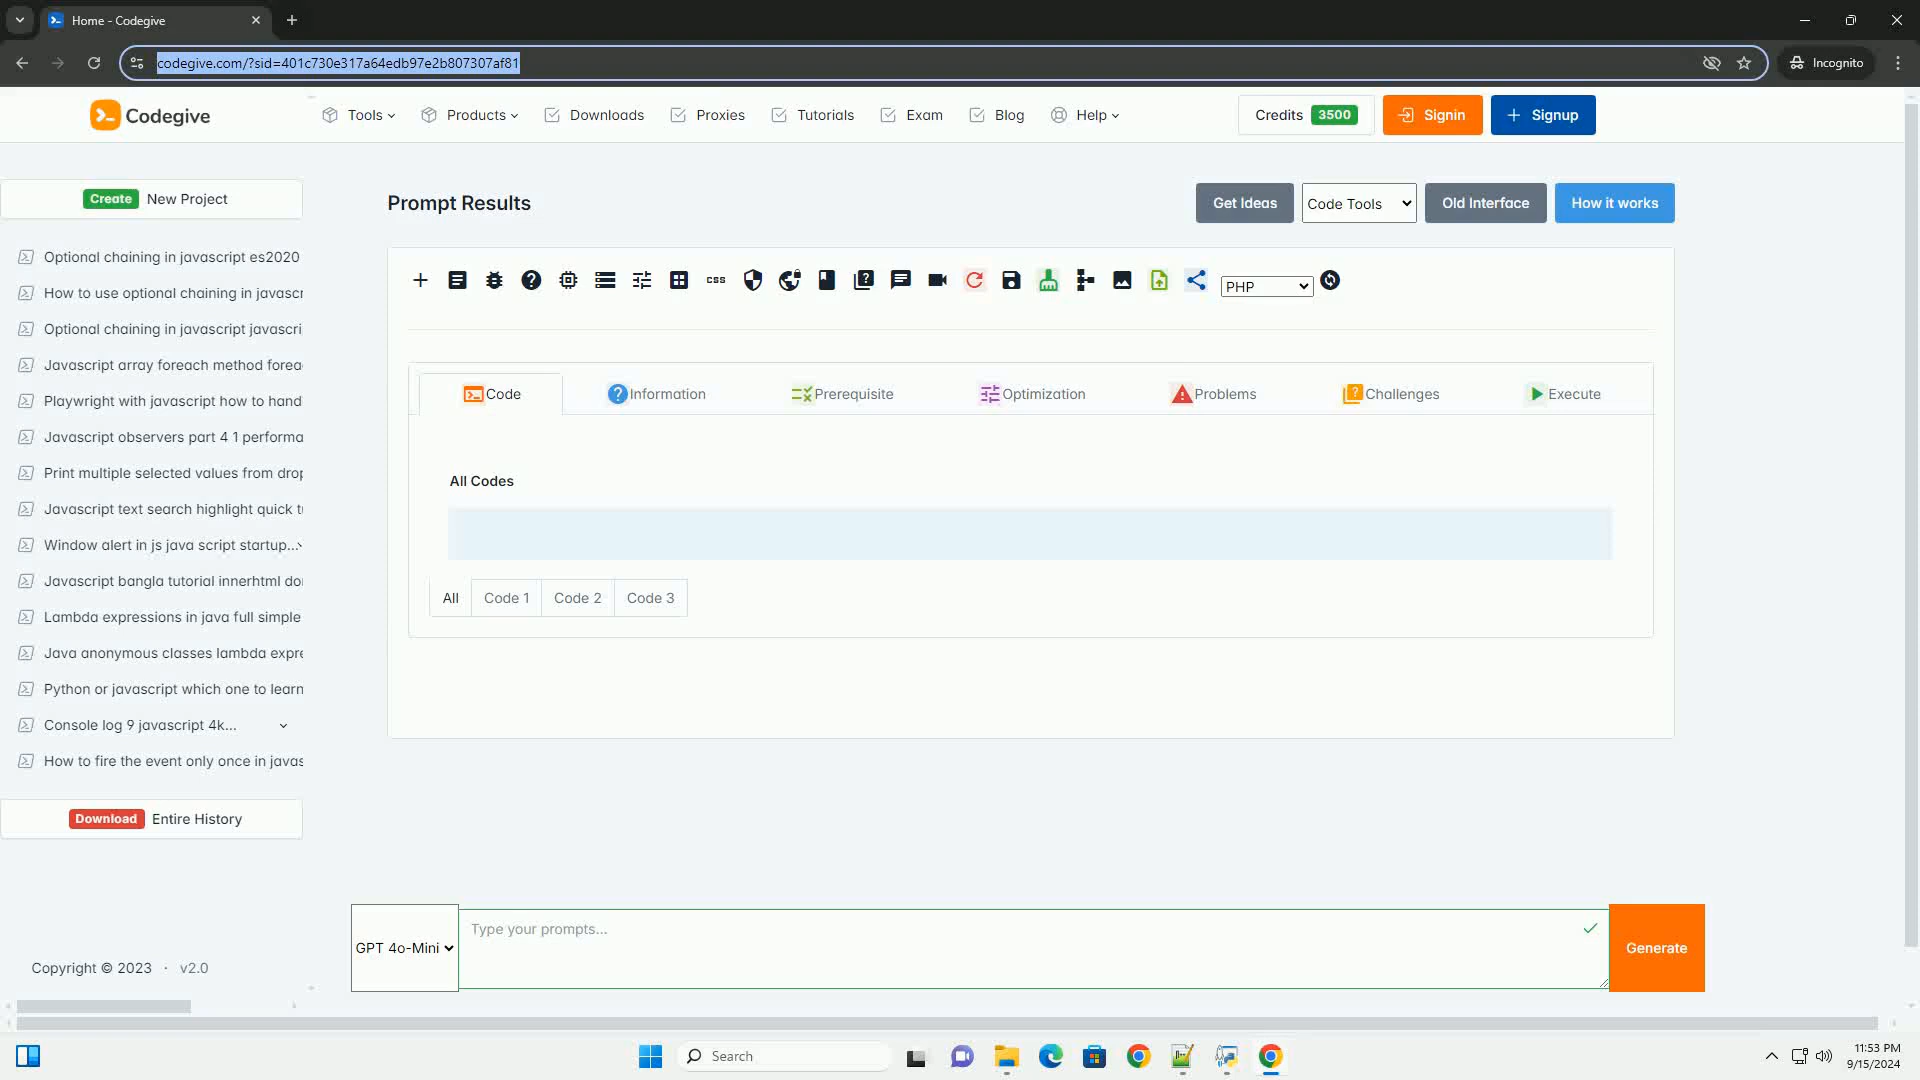 Home - Codegive
codegive.com/?sid=401c730e317a64edb97e2b807307af81
Incognito
Codegive
Tools
Products
Downloads
Proxies
Tutorials
Exam
Blog
Help
Credits 3500
Signin
Signup
Create New Project
Optional chaining in javascript es2020
How to use optional chaining in javascr
Optional chaining in javascript javascri
Javascript array foreach method forea
Playwright with javascript how to hand
Javascript observers part 4 1 performa
Print multiple selected values from drop
Javascript text search highlight quick tu
Window alert in js java script startup...
Javascript bangla tutorial innerhtml do
Lambda expressions in java full simple
Java anonymous classes lambda expre
Python or javascript which one to learn
Console log 9 javascript 4k...
How to fire the event only once in javas
Download Entire History
Copyright © 2023 · v2.0
Prompt Results
Get Ideas
Code Tools
Old Interface
How it works
css
PHP
Code
Information
Prerequisite
Optimization
Problems
Challenges
Execute
All Codes
All
Code 1
Code 2
Code 3
GPT 4o-Mini
Type your prompts...
Generate
Search
11:53 PM
9/15/2024